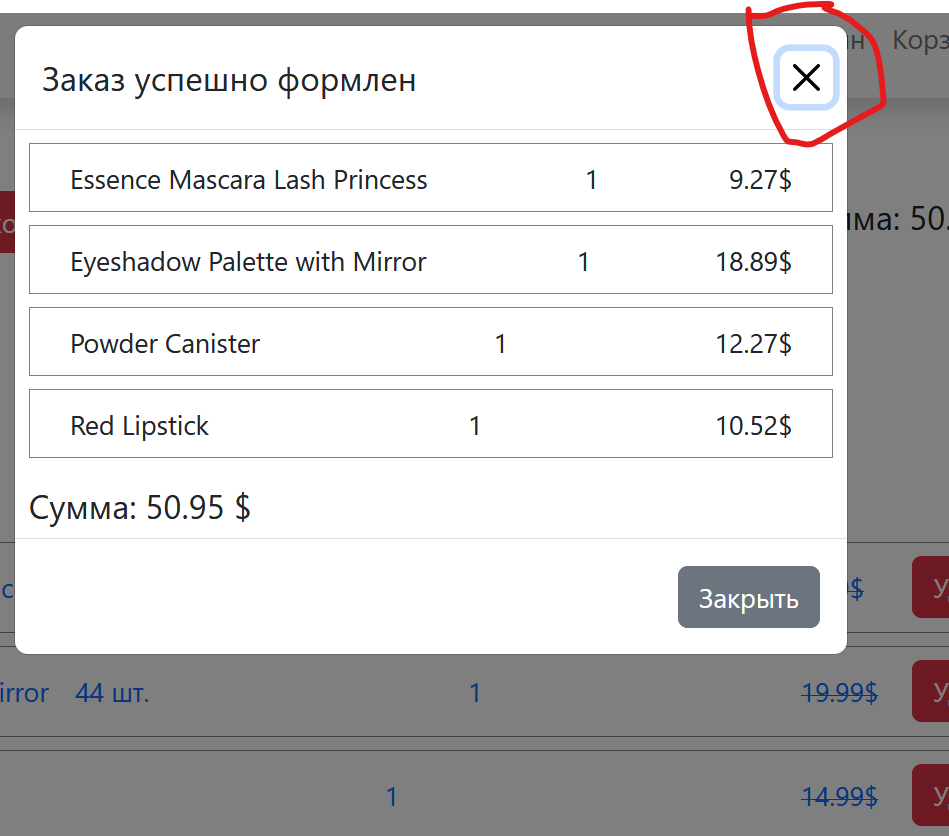 Корз
Заказ успешно формлен
Essence Mascara Lash Princess 1 9.27$
Eyeshadow Palette with Mirror 1 18.89$
Powder Canister 1 12.27$
Red Lipstick 1 10.52$
Сумма: 50.95 $
Закрыть
мма: 50.
irror 44 шт. 1 19.99$ У
1 14.99$ У